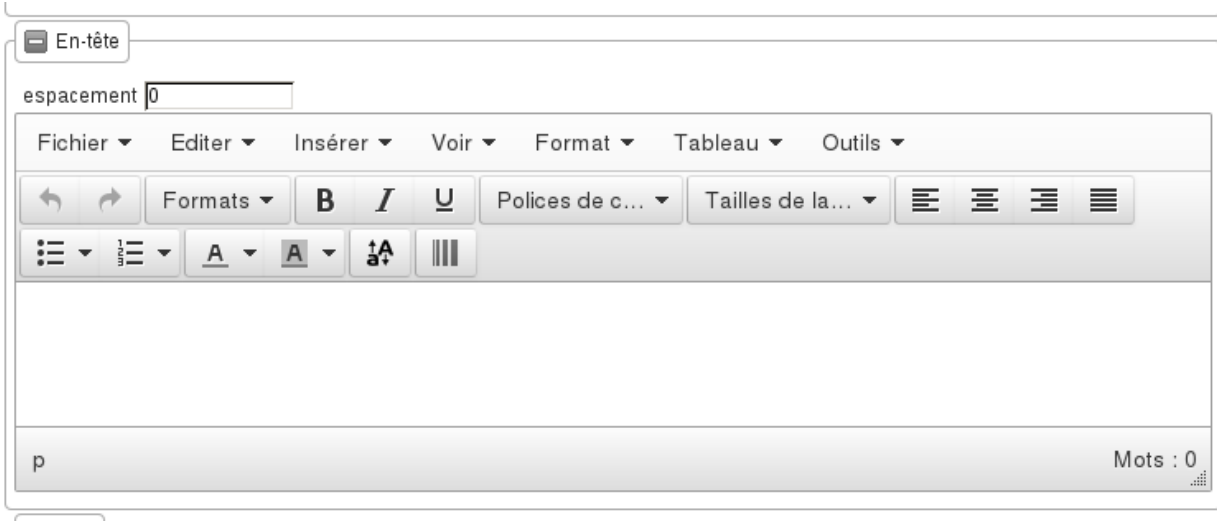 En-tête
espacement 0
Fichier Editer Insérer Voir Format Tableau Outils
Formats B I U Polices de c... Tailles de la...
A A
p Mots : 0